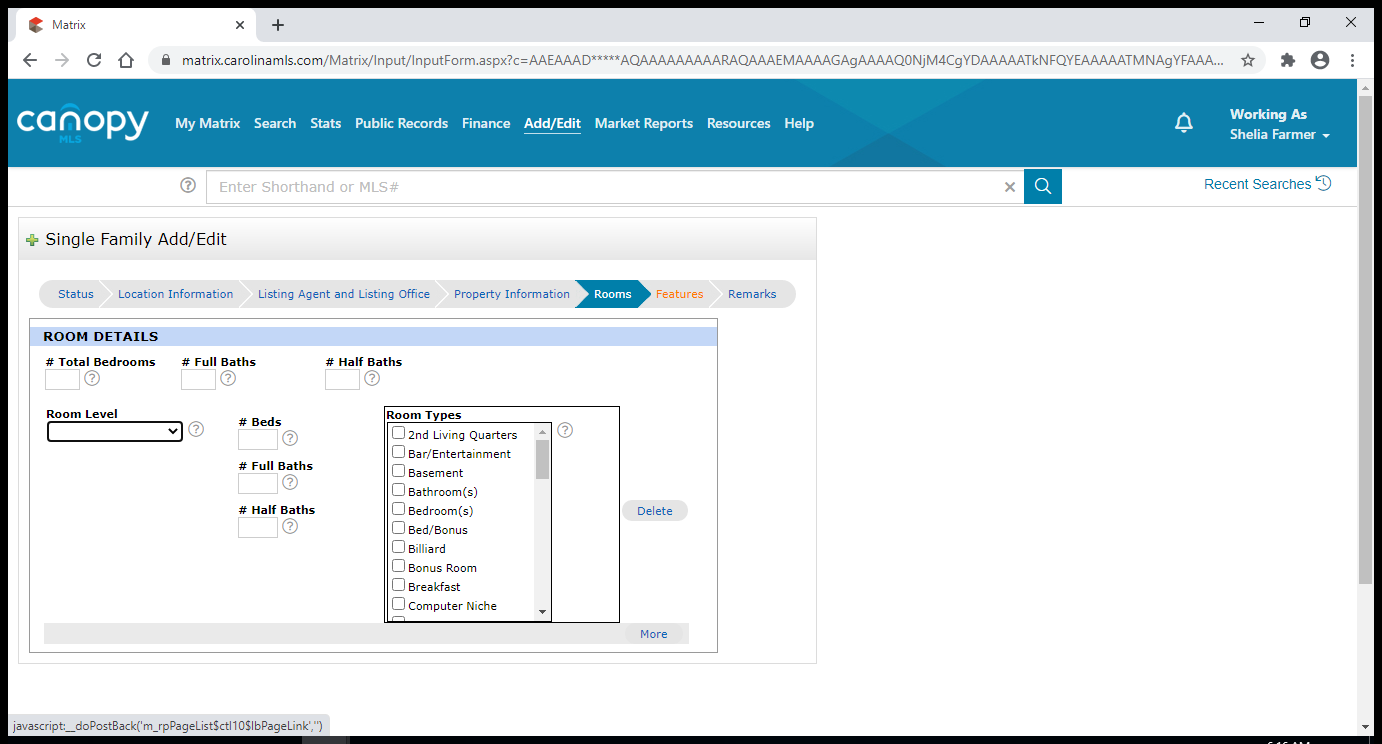 Matrix
matrix.carolinamls.com/Matrix/Input/InputForm.aspx?c=AAEAAAD*****AQAAAAAAAAARAQAAAEMAAAAGAgAAAAQ0NjM4CgYDAAAAATkNFQYEAAAAATMNAgYFAAA...
canopy
MLS
My Matrix Search Stats Public Records Finance Add/Edit Market Reports Resources Help
Working As
Shelia Farmer
Enter Shorthand or MLS#
Recent Searches
Single Family Add/Edit
Status Location Information Listing Agent and Listing Office Property Information Rooms Features Remarks
ROOM DETAILS
# Total Bedrooms # Full Baths # Half Baths
Room Level
# Beds
# Full Baths
# Half Baths
Room Types
2nd Living Quarters
Bar/Entertainment
Basement
Bathroom(s)
Bedroom(s)
Bed/Bonus
Billiard
Bonus Room
Breakfast
Computer Niche
Delete
More
javascript:__doPostBack('m_rpPageList$ctl10$lbPageLink','')